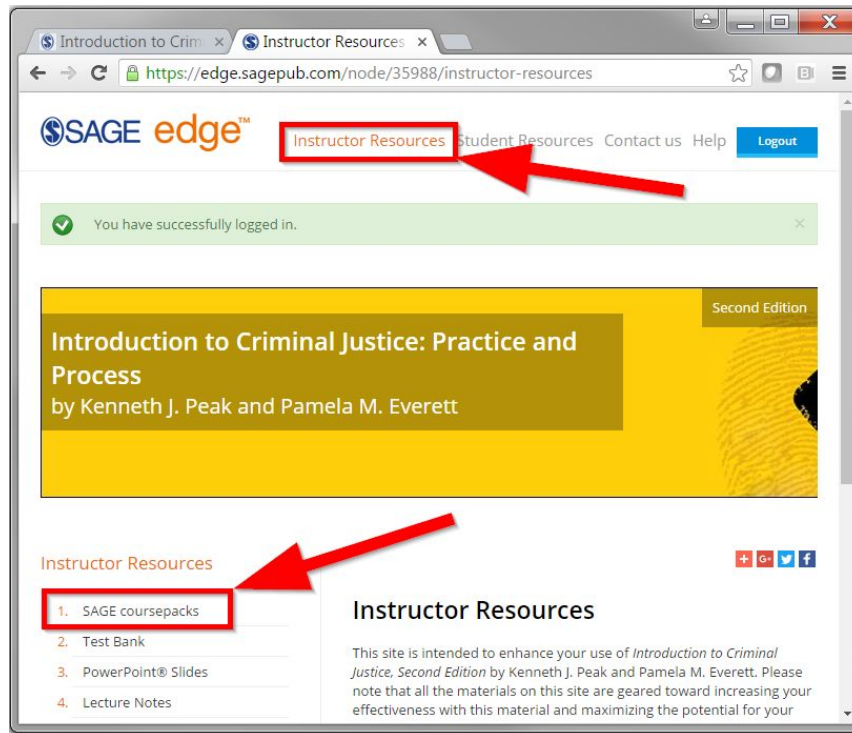 Introduction to Crim
Instructor Resources
https://edge.sagepub.com/node/35988/instructor-resources
SAGE edge™
Instructor Resources Student Resources Contact us Help Logout
You have successfully logged in.
Second Edition
Introduction to Criminal Justice: Practice and
Process
by Kenneth J. Peak and Pamela M. Everett
Instructor Resources
1. SAGE coursepacks
2. Test Bank
3. PowerPoint® Slides
4. Lecture Notes
Instructor Resources
This site is intended to enhance your use of Introduction to Criminal
Justice, Second Edition by Kenneth J. Peak and Pamela M. Everett. Please
note that all the materials on this site are geared toward increasing your
effectiveness with this material and maximizing the potential for your